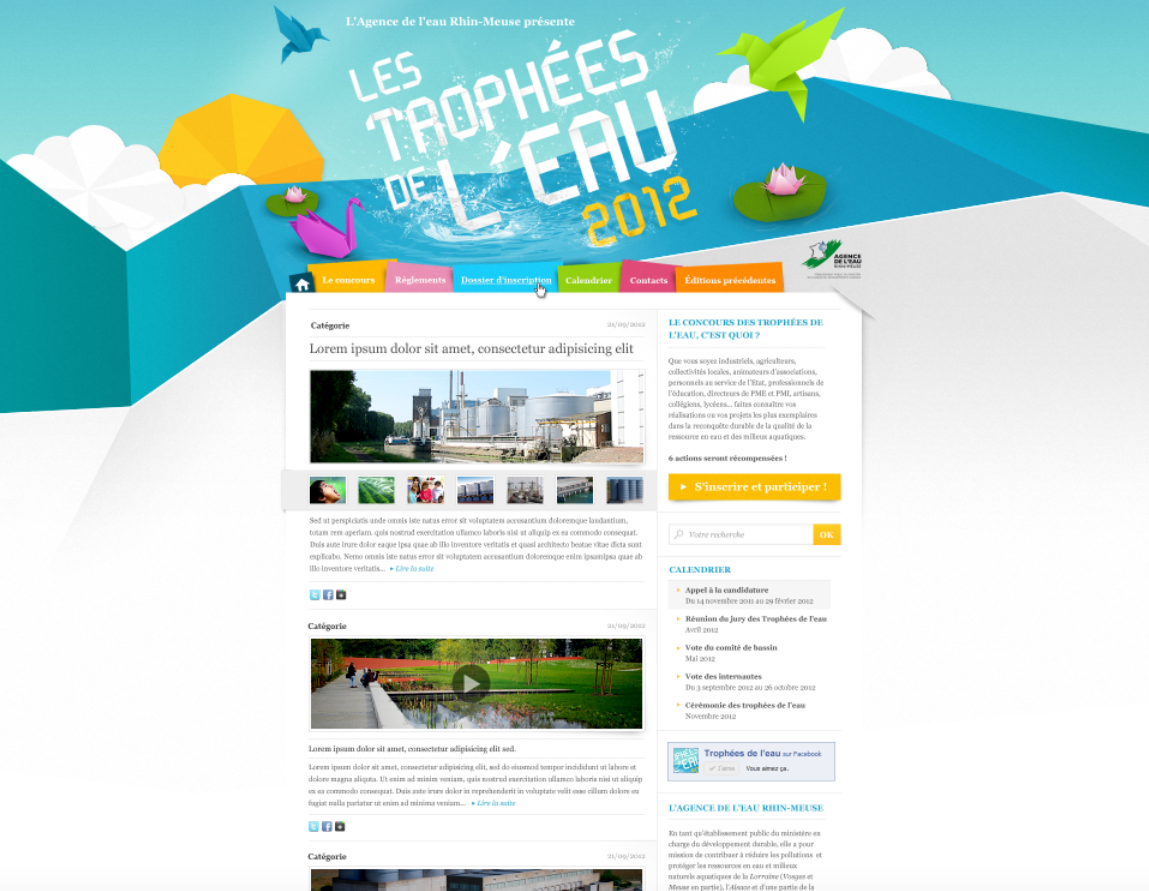 L'Agence de l'eau Rhin-Meuse présente
LES
TROPHÉES
DE L'EAU
2012
AGENCE
DE L'EAU
RHIN-MEUSE
Le concours
Règlements
Dossier d'inscription
Calendrier
Contacts
Éditions précédentes
Catégorie
21/09/2012
Lorem ipsum dolor sit amet, consectetur adipisicing elit
Sed ut perspiciatis unde omnis iste natus error sit voluptatem accusantium doloremque laudantium,
totam rem aperiam. quis nostrud exercitation ullamco laboris nisi ut aliquip ex ea commodo consequat.
Duis aute irure dolor eaque ipsa quae ab illo inventore veritatis et quasi architecto beatae vitae dicta sunt
explicabo. Nemo omnis iste natus error sit voluptatem accusantium doloremque enim ipsamipsa quae ab
illo inventore veritatis... ▸ Lire la suite
Catégorie
21/09/2012
Lorem ipsum dolor sit amet, consectetur adipisicing elit sed.
Lorem ipsum dolor sit amet, consectetur adipisicing elit, sed do eiusmod tempor incididunt ut labore et
dolore magna aliquta. Ut enim ad minim veniam, quis nostrud exercitation ullamco laboris nisi ut aliquip
ex ea commodo consequat. Duis aute irure dolor in reprehenderit in voluptate velit esse cillum dolore eu
fugiat nulla pariatur ut enim ad minima veniam... ▸ Lire la suite
Catégorie
21/09/2012
LE CONCOURS DES TROPHÉES DE
L'EAU, C'EST QUOI ?
Que vous soyez industriels, agriculteurs,
collectivités locales, animateurs d'associations,
personnels au service de l'Etat, professionnels de
l'éducation, directeurs de PME et PMI, artisans,
collégiens, lycéens... faites connaître vos
réalisations ou vos projets les plus exemplaires
dans la reconquête durable de la qualité de la
ressource en eau et des milieux aquatiques.
6 actions seront récompensées !
▸ S'inscrire et participer !
Votre recherche
OK
CALENDRIER
▸ Appel à la candidature
Du 14 novembre 2011 au 29 février 2012
▸ Réunion du jury des Trophées de l'eau
Avril 2012
▸ Vote du comité de bassin
Mai 2012
▸ Vote des internautes
Du 3 septembre 2012 au 26 octobre 2012
▸ Cérémonie des trophées de l'eau
Novembre 2012
Trophées de l'eau sur Facebook
J'aime Vous aimez ça.
L'AGENCE DE L'EAU RHIN-MEUSE
En tant qu'établissement public du ministère en
charge du développement durable, elle a pour
mission de contribuer à réduire les pollutions et
protéger les ressources en eau et milieux
naturels aquatiques de la Lorraine (Vosges et
Meuse en partie), l'Alsace et d'une partie de la